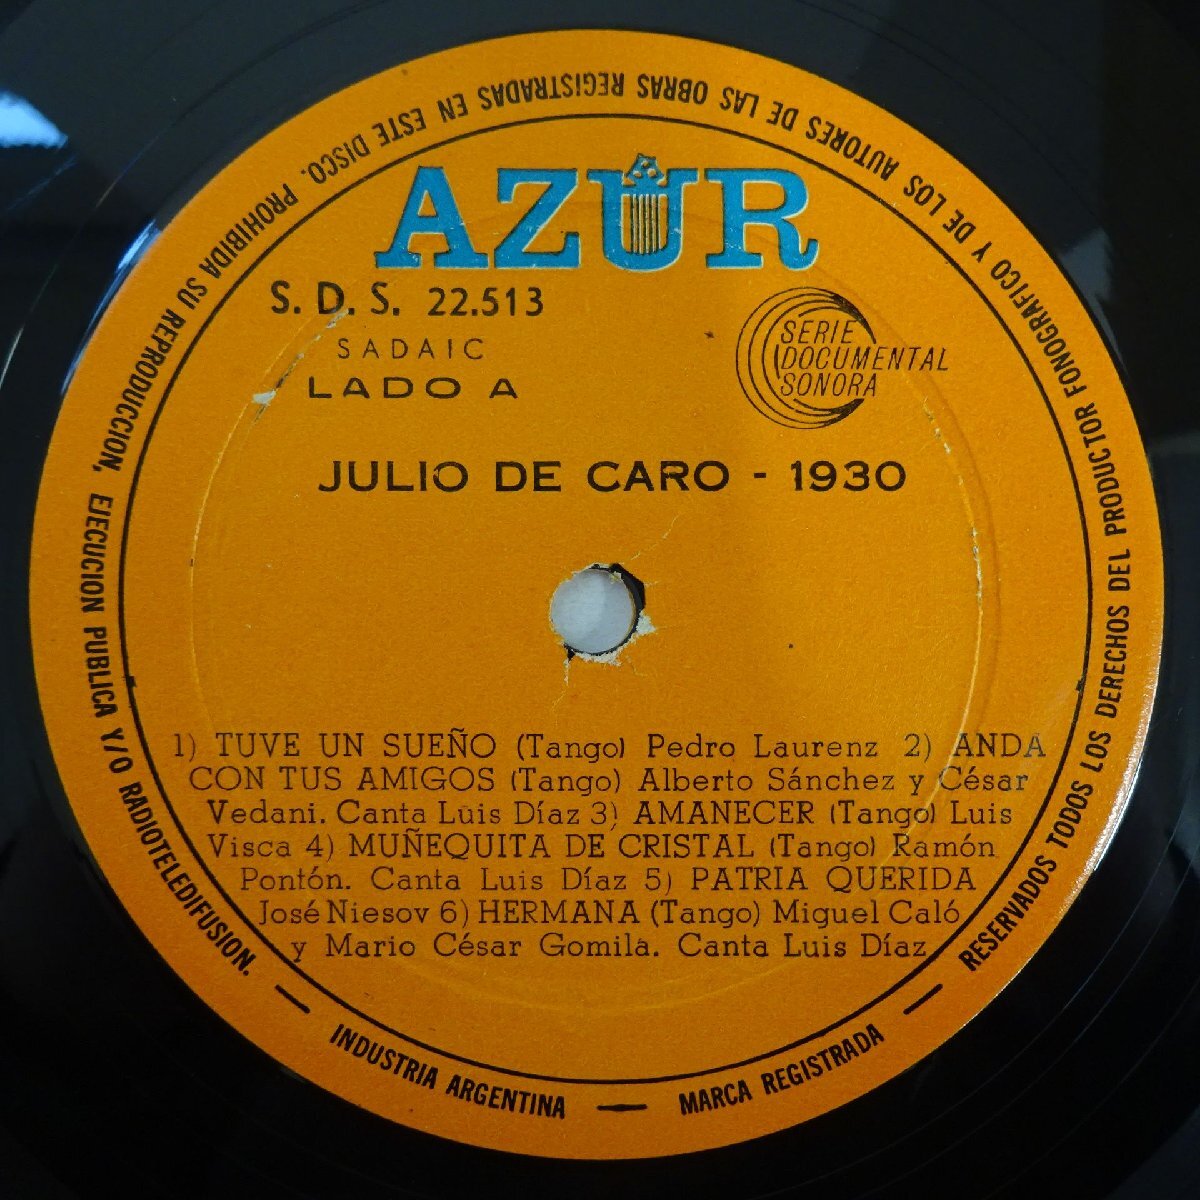 AZUR
S. D. S. 22.513
SADAIC
LADO A
SERIE
DOCUMENTAL
SONORA
JULIO DE CARO - 1930
1) TUVE UN SUEÑO (Tango) Pedro Laurenz 2) ANDA
CON TUS AMIGOS (Tango) Alberto Sánchez y César
Vedani. Canta Luis Díaz 3) AMANECER (Tango) Luis
Visca 4) MUÑEQUITA DE CRISTAL (Tango) Ramón
Pontón. Canta Luis Díaz 5) PATRIA QUERIDA
José Niesov 6) HERMANA (Tango) Miguel Caló
y Mario César Gomila. Canta Luis Díaz
RESERVADOS TODOS LOS DERECHOS DEL PRODUCTOR FONOGRAFICO Y DE LOS AUTORES DE LAS OBRAS REGISTRADAS EN ESTE DISCO. PROHIBIDA SU REPRODUCCION, EJECUCION PUBLICA Y/O RADIOTELEDIFUSION. — INDUSTRIA ARGENTINA — MARCA REGISTRADA —